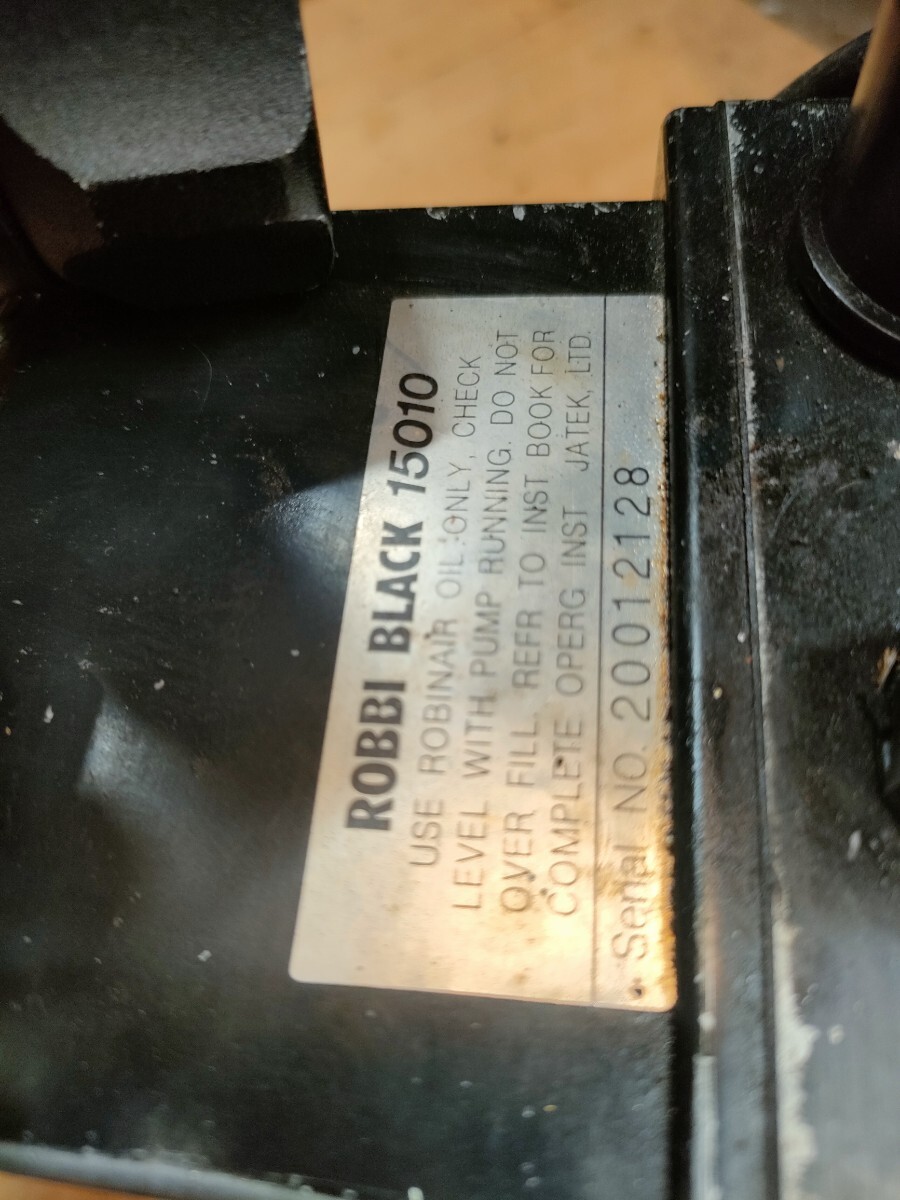 ROBBI BLACK 15010
USE ROBINAIR OIL ONLY, CHECK
LEVEL WITH PUMP RUNNING. DO NOT
OVER FILL. REFR TO INST BOOK FOR
COMPLETE OPERG INST JATEK, LTD.
Serial NO. 20012128